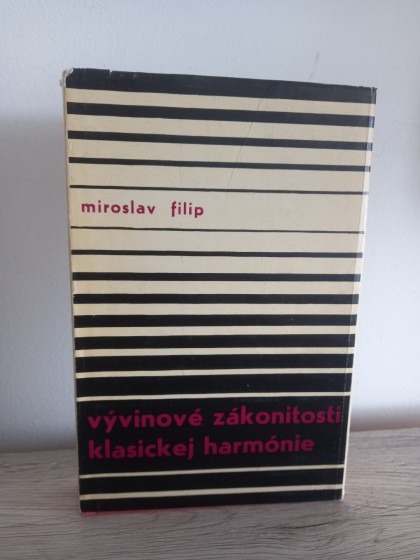 miroslav filip
vývinové zákonitosti
klasickej harmónie